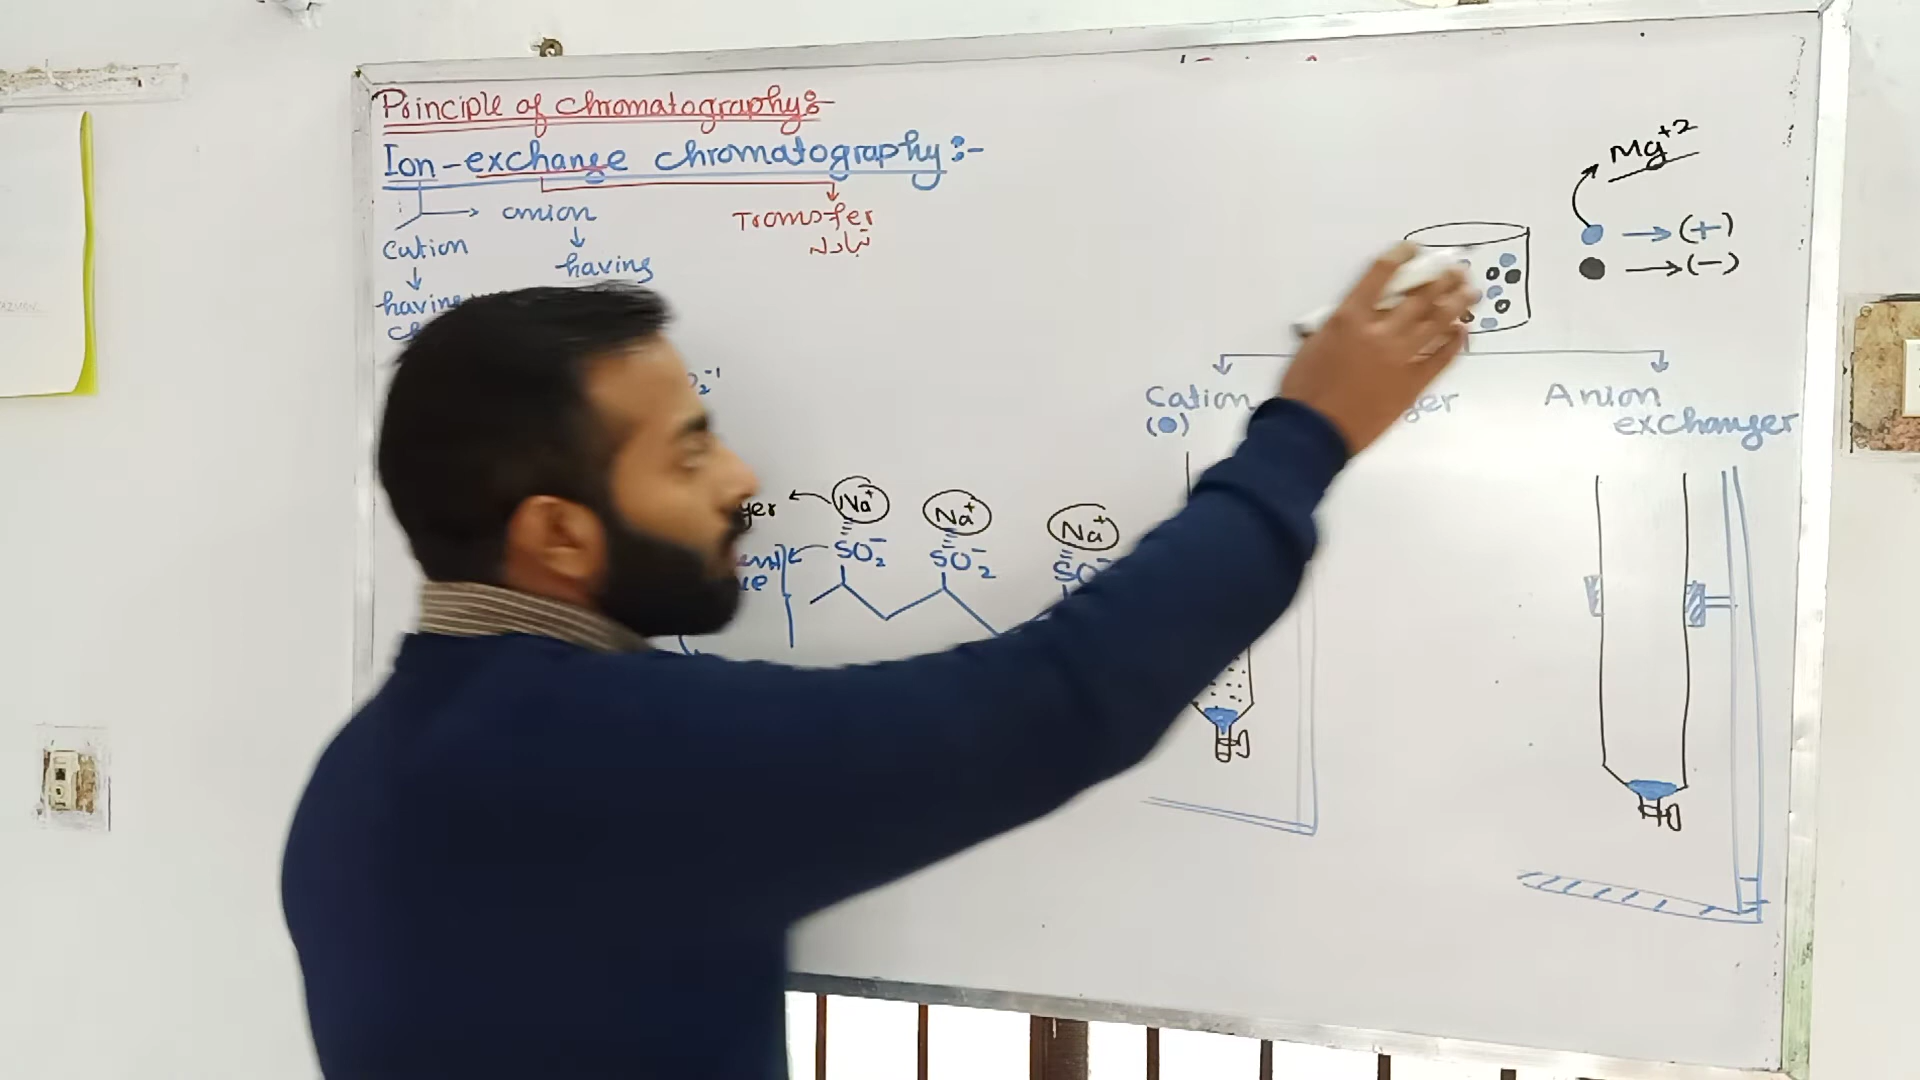 Principle of chromatography:-
Ion-exchange chromatography:-
anion
Transfer
cation
تبادلہ
having
having
Mg+2
(+)
(-)
Cation
Anion
exchanger
Na+
Na+
Na+
SO2-
SO2-